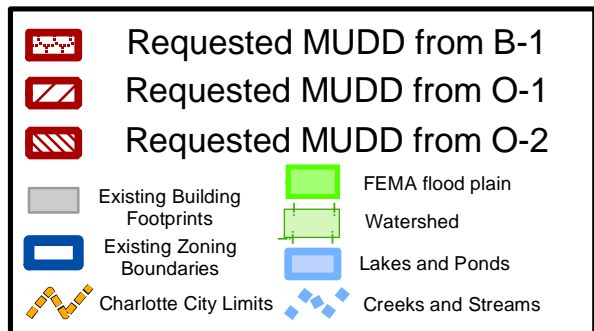 Requested MUDD from B-1
Requested MUDD from O-1
Requested MUDD from O-2
Existing Building
Footprints
Existing Zoning
Boundaries
Charlotte City Limits
FEMA flood plain
Watershed
Lakes and Ponds
Creeks and Streams